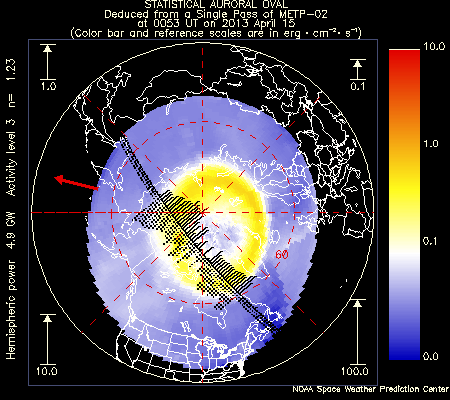 STATISTICAL AURORAL OVAL
Deduced from a Single Pass of METP-02
at 0053 UT on 2013 April 15
(Color bar and reference scales are in erg · cm⁻² · s⁻¹)
Hemispheric power 4.9 GW Activity level 3 n= 1.23
1.0
0.1
60
10.0
100.0
10.0
1.0
0.1
0.0
NOAA Space Weather Prediction Center